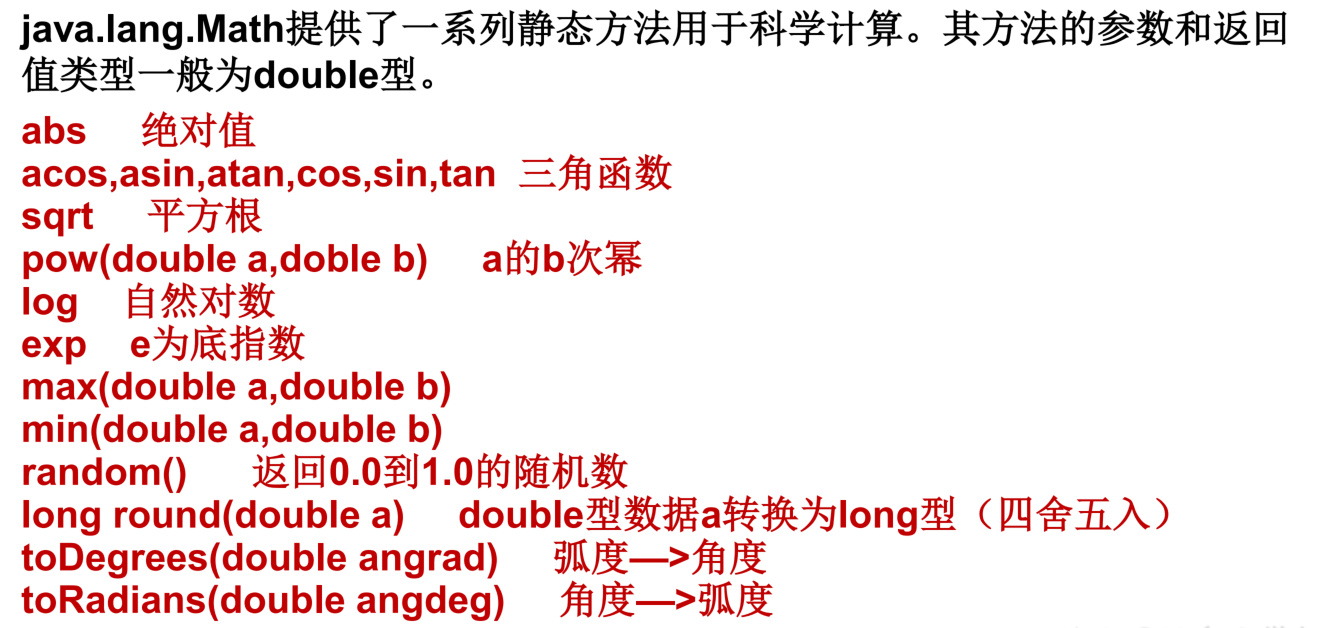 java.lang.Math提供了一系列静态方法用于科学计算。其方法的参数和返回
值类型一般为double型。
abs 绝对值
acos,asin,atan,cos,sin,tan 三角函数
sqrt 平方根
pow(double a,doble b) a的b次幂
log 自然对数
exp e为底指数
max(double a,double b)
min(double a,double b)
random() 返回0.0到1.0的随机数
long round(double a) double型数据a转换为long型（四舍五入）
toDegrees(double angrad) 弧度—>角度
toRadians(double angdeg) 角度—>弧度